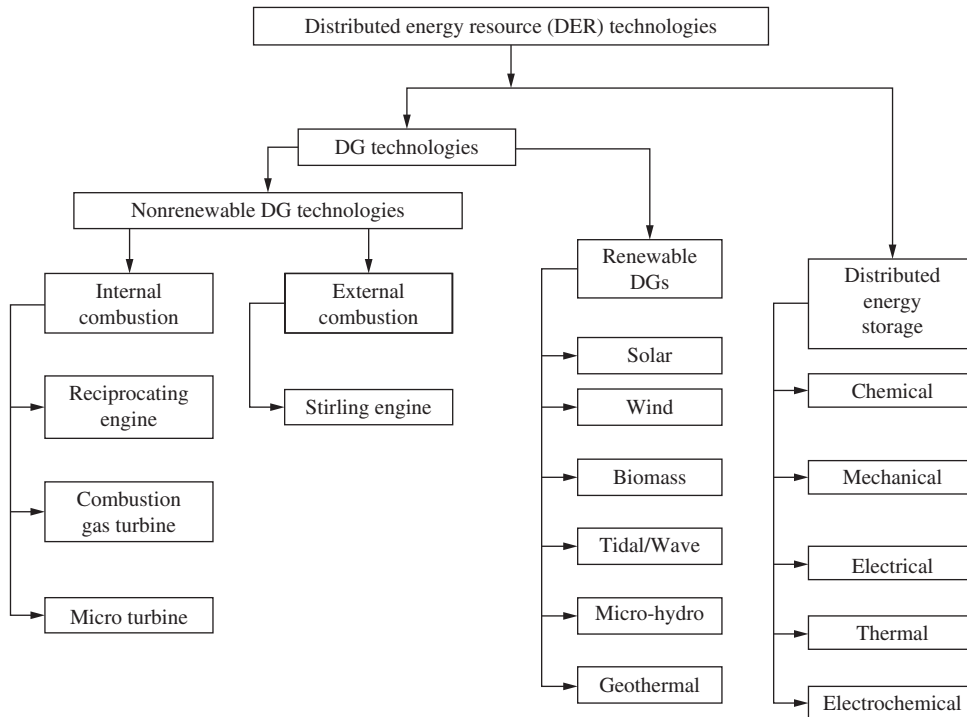 Distributed energy resource (DER) technologies
DG technologies
Nonrenewable DG technologies
Internal
combustion
External
combustion
Renewable
DGs
Distributed
energy
storage
Reciprocating
engine
Combustion
gas turbine
Micro turbine
Stirling engine
Solar
Wind
Biomass
Tidal/Wave
Micro-hydro
Geothermal
Chemical
Mechanical
Electrical
Thermal
Electrochemical